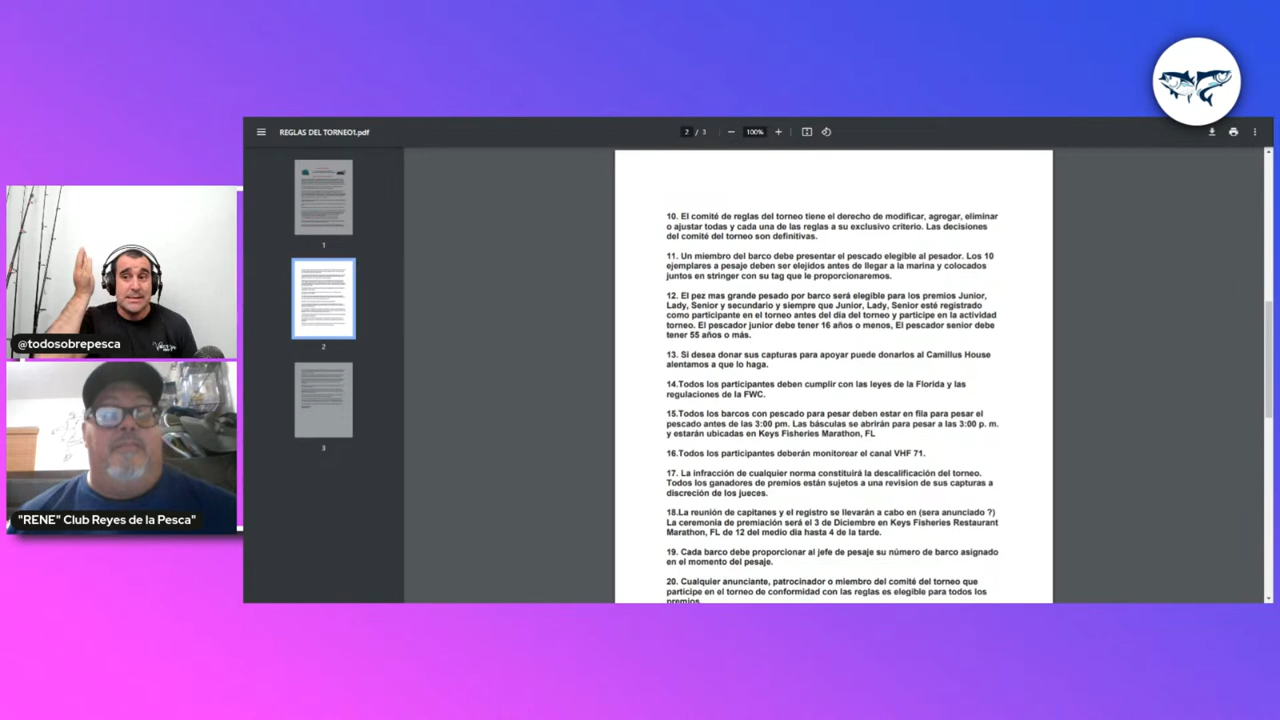 REGLAS DEL TORNEO1.pdf
2 / 3
100%
10. El comité de reglas del torneo tiene el derecho de modificar, agregar, eliminar
o ajustar todas y cada una de las reglas a su exclusivo criterio. Las decisiones
del comité del torneo son definitivas.
11. Un miembro del barco debe presentar el pescado elegible al pesador. Los 10
ejemplares a pesaje deben ser elejidos antes de llegar a la marina y colocados
juntos en stringer con su tag que le proporcionaremos.
12. El pez mas grande pesado por barco será elegible para los premios Junior,
Lady, Senior y secundario y siempre que Junior, Lady, Senior esté registrado
como participante en el torneo antes del día del torneo y participe en la actividad
torneo. El pescador junior debe tener 16 años o menos, El pescador senior debe
tener 55 años o más.
13. Si desea donar sus capturas para apoyar puede donarlos al Camillus House
alentamos a que lo haga.
14.Todos los participantes deben cumplir con las leyes de la Florida y las
regulaciones de la FWC.
15.Todos los barcos con pescado para pesar deben estar en fila para pesar el
pescado antes de las 3:00 pm. Las básculas se abrirán para pesar a las 3:00 p. m.
y estarán ubicadas en Keys Fisheries Marathon, FL
16.Todos los participantes deberán monitorear el canal VHF 71.
17. La infracción de cualquier norma constituirá la descalificación del torneo.
Todos los ganadores de premios están sujetos a una revision de sus capturas a
discreción de los jueces.
18.La reunión de capitanes y el registro se llevarán a cabo en (sera anunciado ?)
La ceremonia de premiación será el 3 de Diciembre en Keys Fisheries Restaurant
Marathon, FL de 12 del medio dia hasta 4 de la tarde.
19. Cada barco debe proporcionar al jefe de pesaje su número de barco asignado
en el momento del pesaje.
20. Cualquier anunciante, patrocinador o miembro del comité del torneo que
participe en el torneo de conformidad con las reglas es elegible para todos los
premios.
1
2
3
@todosobrepesca
"RENE" Club Reyes de la Pesca"